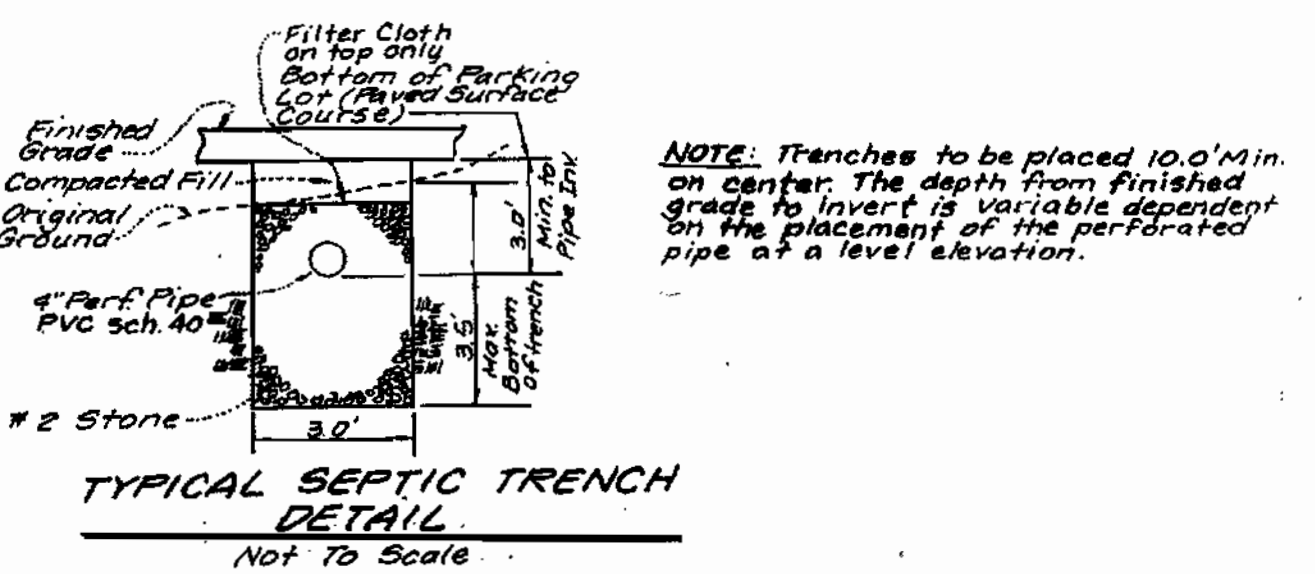 Filter Cloth
on top only
Bottom of Parking
Lot (Paved Surface
Course)
Finished
Grade
Compacted Fill
Original
Ground
4" Perf. Pipe
PVC sch. 40
#2 Stone
3.0'
Min. to
Pipe Inv.
3.5'
Max.
Bottom
Of trench
3.0'
TYPICAL SEPTIC TRENCH
DETAIL
Not To Scale
NOTE: Trenches to be placed 10.0' Min.
on center. The depth from finished
grade to invert is variable dependent
on the placement of the perforated
pipe at a level elevation.